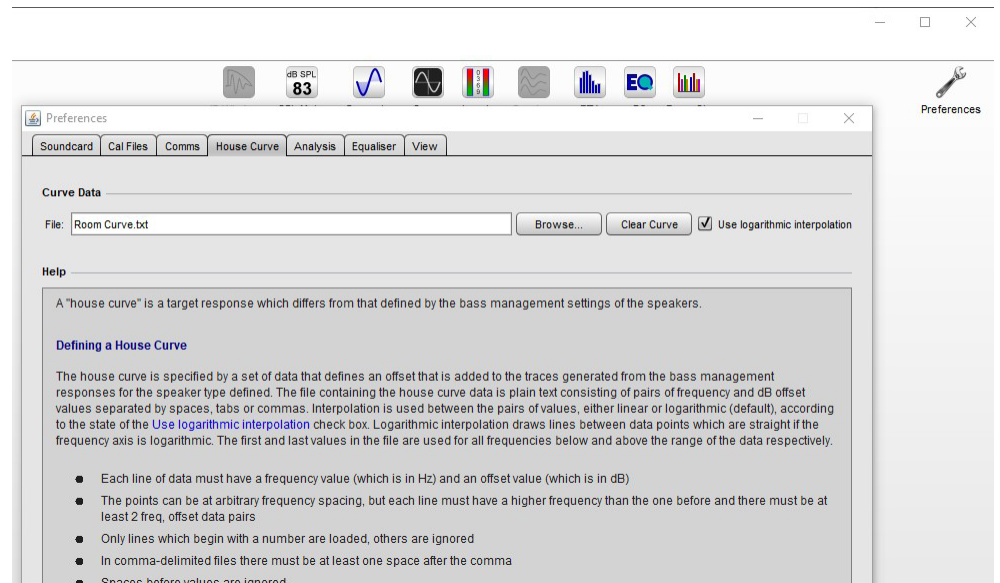 dB SPL
83
0
3
6
9
EQ
Preferences
Preferences
Soundcard
Cal Files
Comms
House Curve
Analysis
Equaliser
View
Curve Data
File: Room Curve.txt
Browse...
Clear Curve
Use logarithmic interpolation
Help
A "house curve" is a target response which differs from that defined by the bass management settings of the speakers.
Defining a House Curve
The house curve is specified by a set of data that defines an offset that is added to the traces generated from the bass management
responses for the speaker type defined. The file containing the house curve data is plain text consisting of pairs of frequency and dB offset
values separated by spaces, tabs or commas. Interpolation is used between the pairs of values, either linear or logarithmic (default), according
to the state of the Use logarithmic interpolation check box. Logarithmic interpolation draws lines between data points which are straight if the
frequency axis is logarithmic. The first and last values in the file are used for all frequencies below and above the range of the data respectively.
Each line of data must have a frequency value (which is in Hz) and an offset value (which is in dB)
The points can be at arbitrary frequency spacing, but each line must have a higher frequency than the one before and there must be at
least 2 freq, offset data pairs
Only lines which begin with a number are loaded, others are ignored
In comma-delimited files there must be at least one space after the comma
Spaces before values are ignored